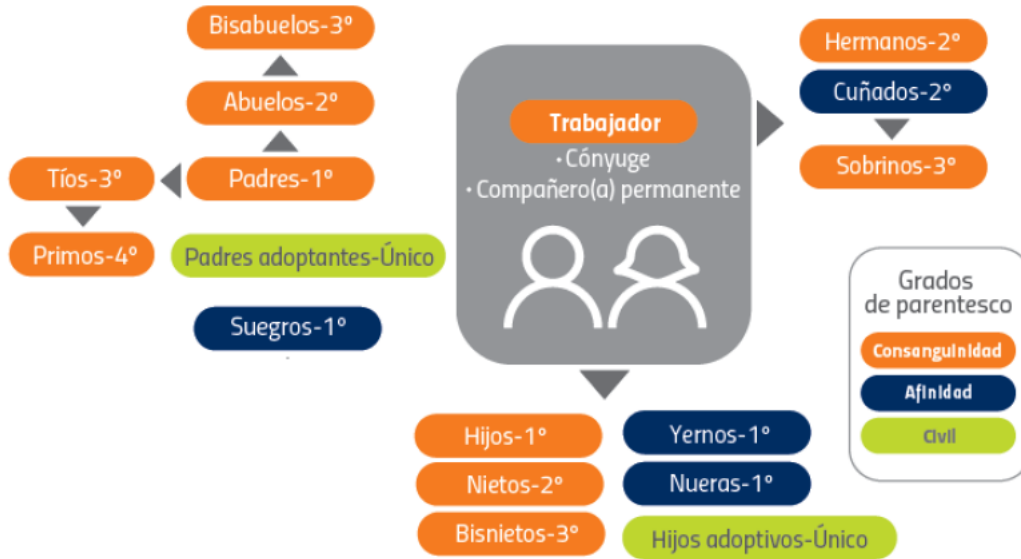 Bisabuelos-3°
Abuelos-2°
Tíos-3°
Padres-1°
Primos-4°
Padres adoptantes-Único
Suegros-1°
Trabajador
· Cónyuge
· Compañero(a) permanente
Hermanos-2°
Cuñados-2°
Sobrinos-3°
Hijos-1°
Yernos-1°
Nietos-2°
Nueras-1°
Bisnietos-3°
Hijos adoptivos-Único
Grados
de parentesco
Consanguinidad
Afinidad
Civil